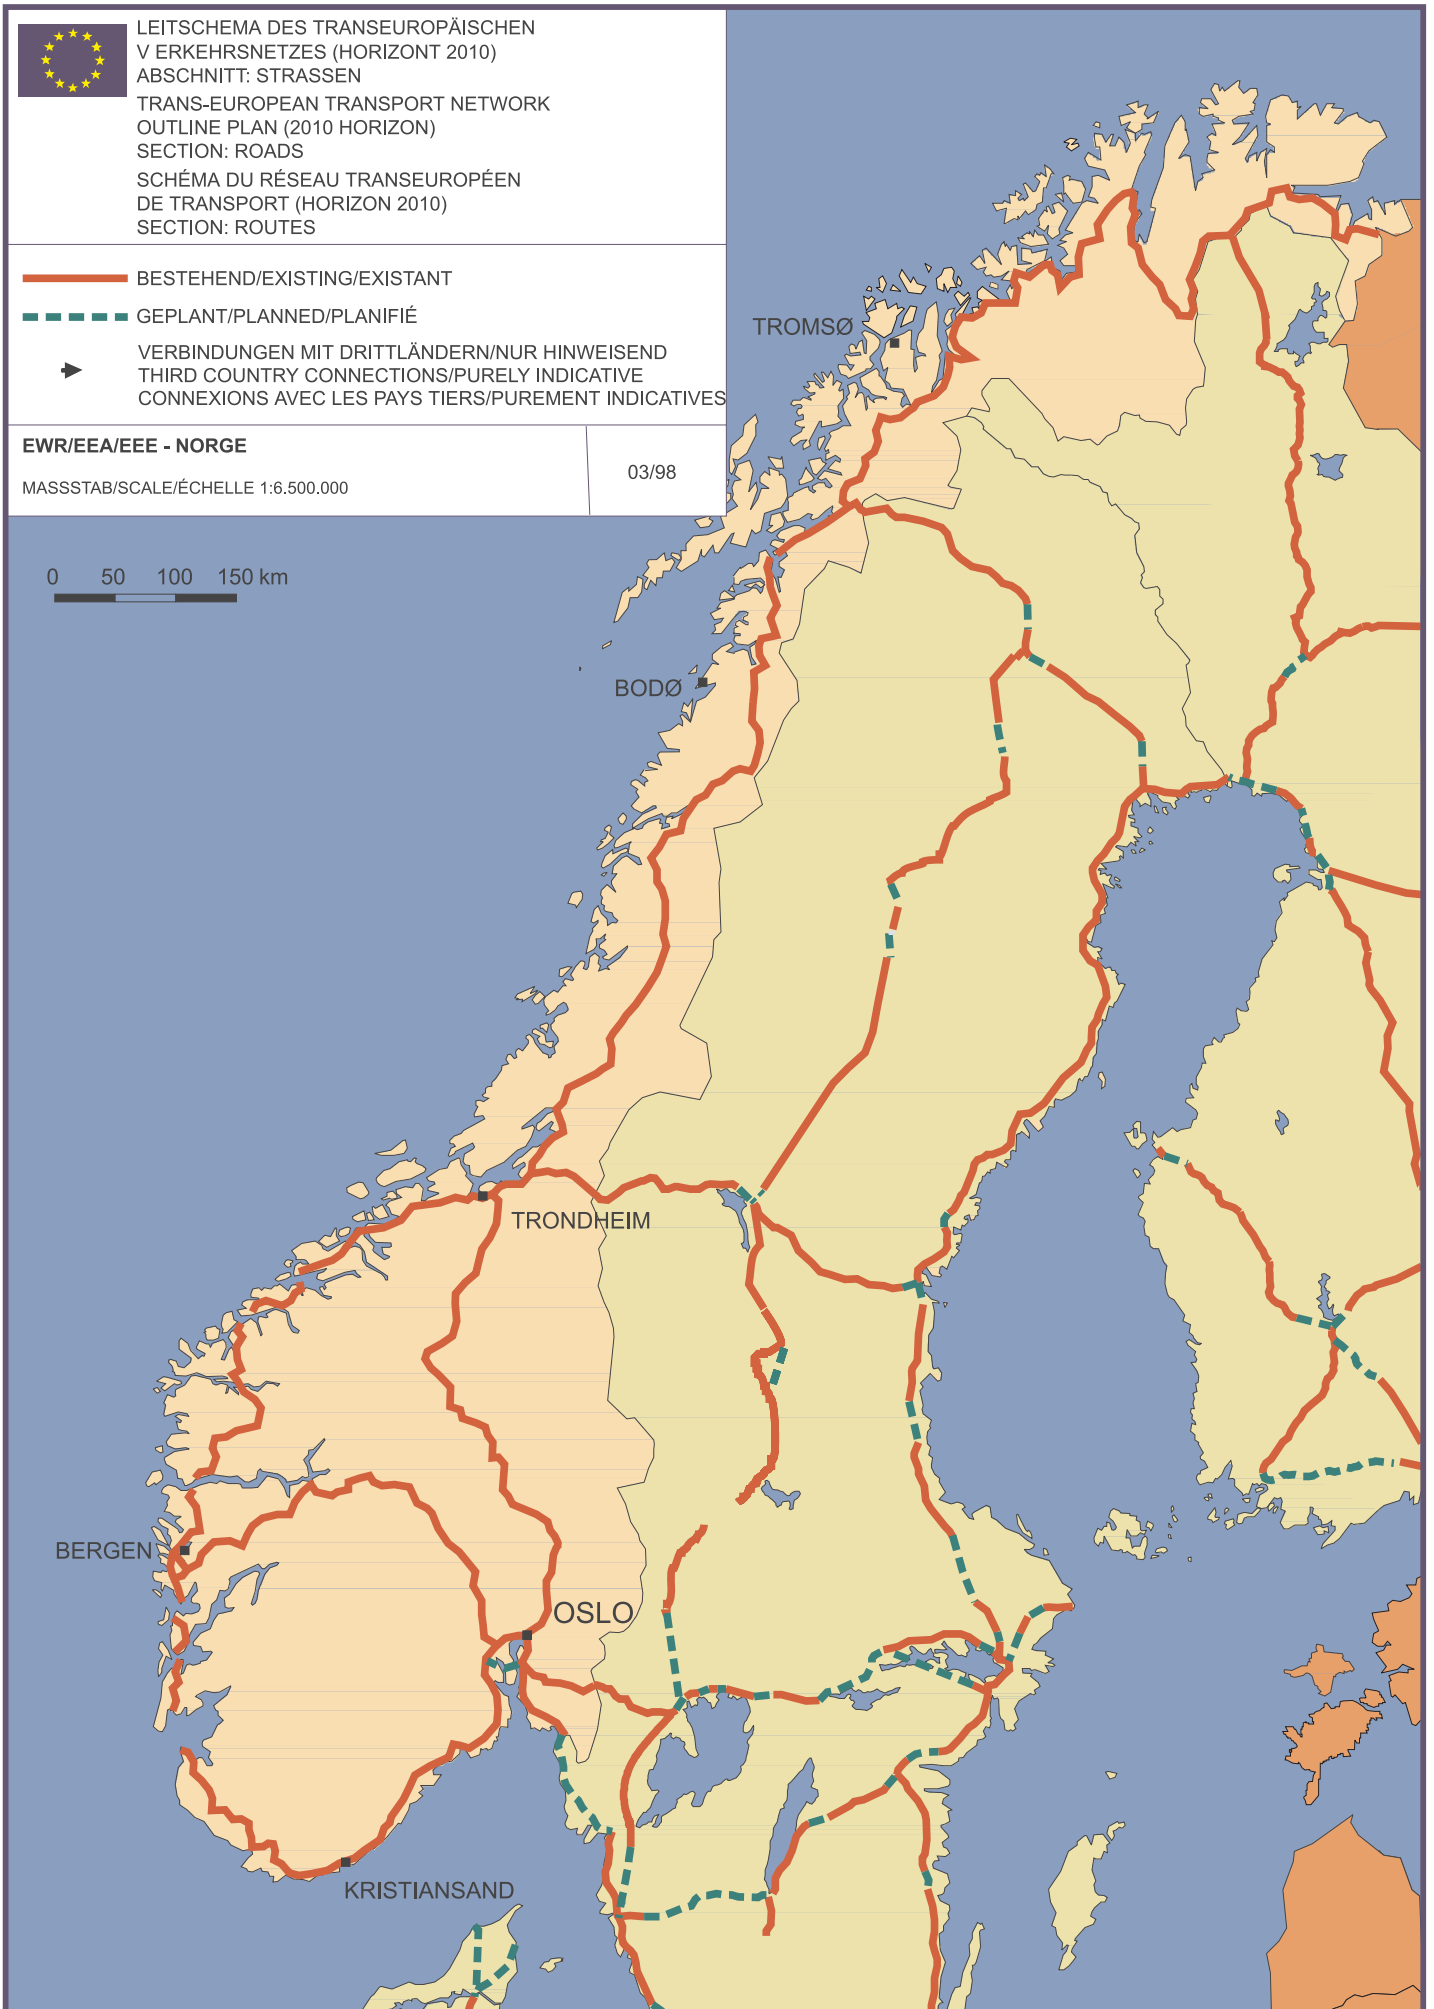 LEITSCHEMA DES TRANSEUROPÄISCHEN
V ERKEHRSNETZES (HORIZONT 2010)
ABSCHNITT: STRASSEN
TRANS-EUROPEAN TRANSPORT NETWORK
OUTLINE PLAN (2010 HORIZON)
SECTION: ROADS
SCHÉMA DU RÉSEAU TRANSEUROPÉEN
DE TRANSPORT (HORIZON 2010)
SECTION: ROUTES
BESTEHEND/EXISTING/EXISTANT
GEPLANT/PLANNED/PLANIFIÉ
VERBINDUNGEN MIT DRITTLÄNDERN/NUR HINWEISEND
THIRD COUNTRY CONNECTIONS/PURELY INDICATIVE
CONNEXIONS AVEC LES PAYS TIERS/PUREMENT INDICATIVES
EWR/EEA/EEE - NORGE
MASSSTAB/SCALE/ÉCHELLE 1:6.500.000
03/98
0 50 100 150 km
TROMSØ
BODØ
TRONDHEIM
BERGEN
OSLO
KRISTIANSAND